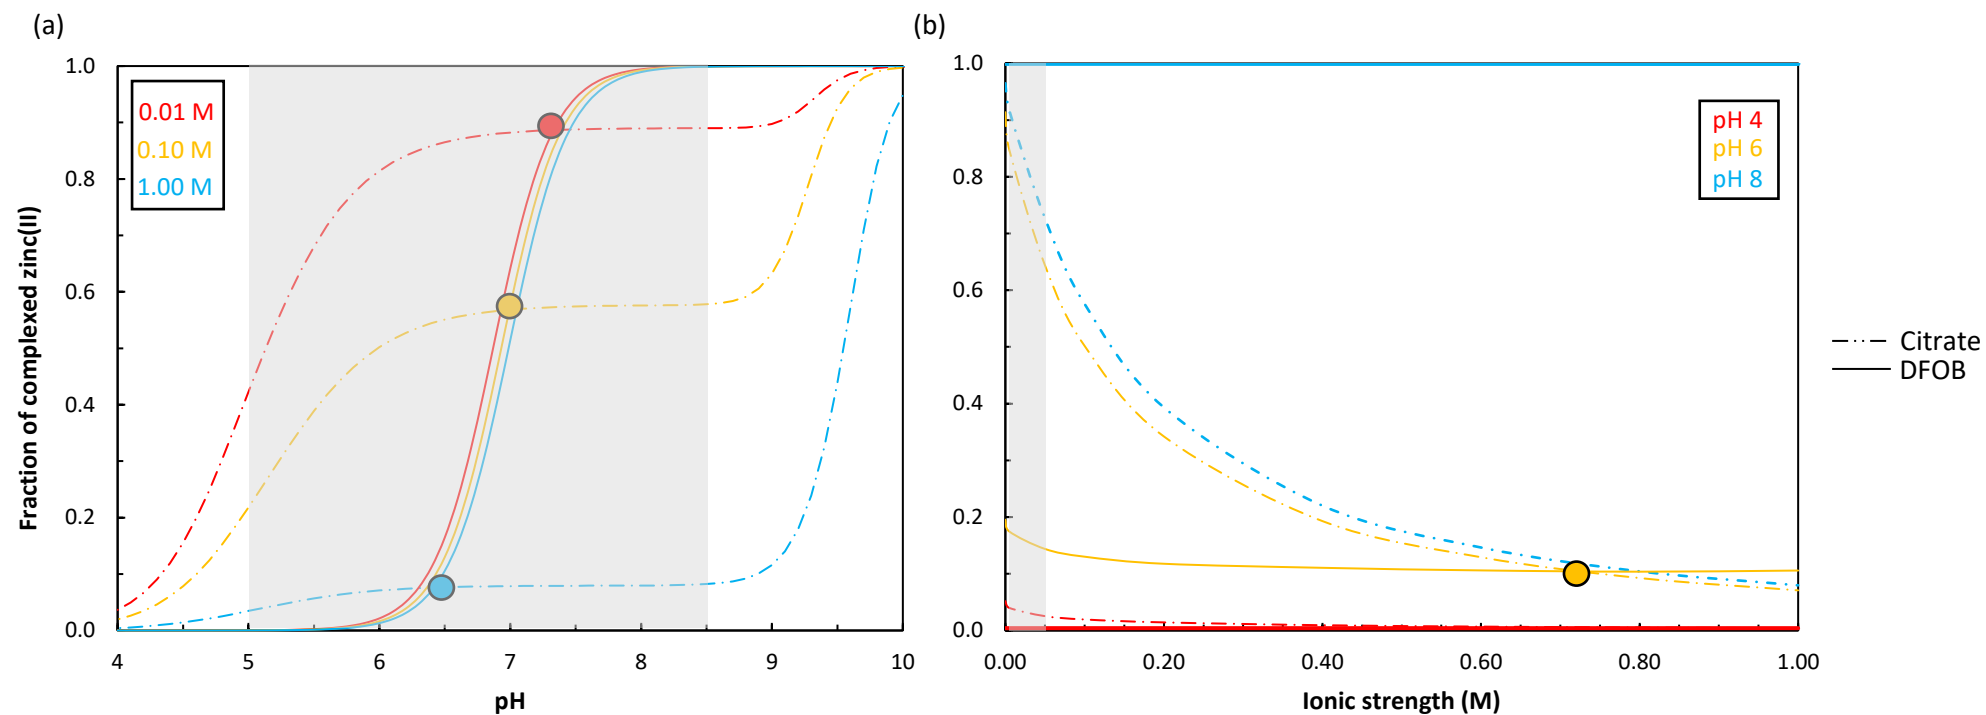 (a)
1.0
0.8
0.6
0.4
0.2
0.0
Fraction of complexed zinc(II)
0.01 M
0.10 M
1.00 M
4 5 6 7 8 9 10
pH
(b)
1.0
0.8
0.6
0.4
0.2
0.0
pH 4
pH 6
pH 8
0.00 0.20 0.40 0.60 0.80 1.00
Ionic strength (M)
Citrate
DFOB